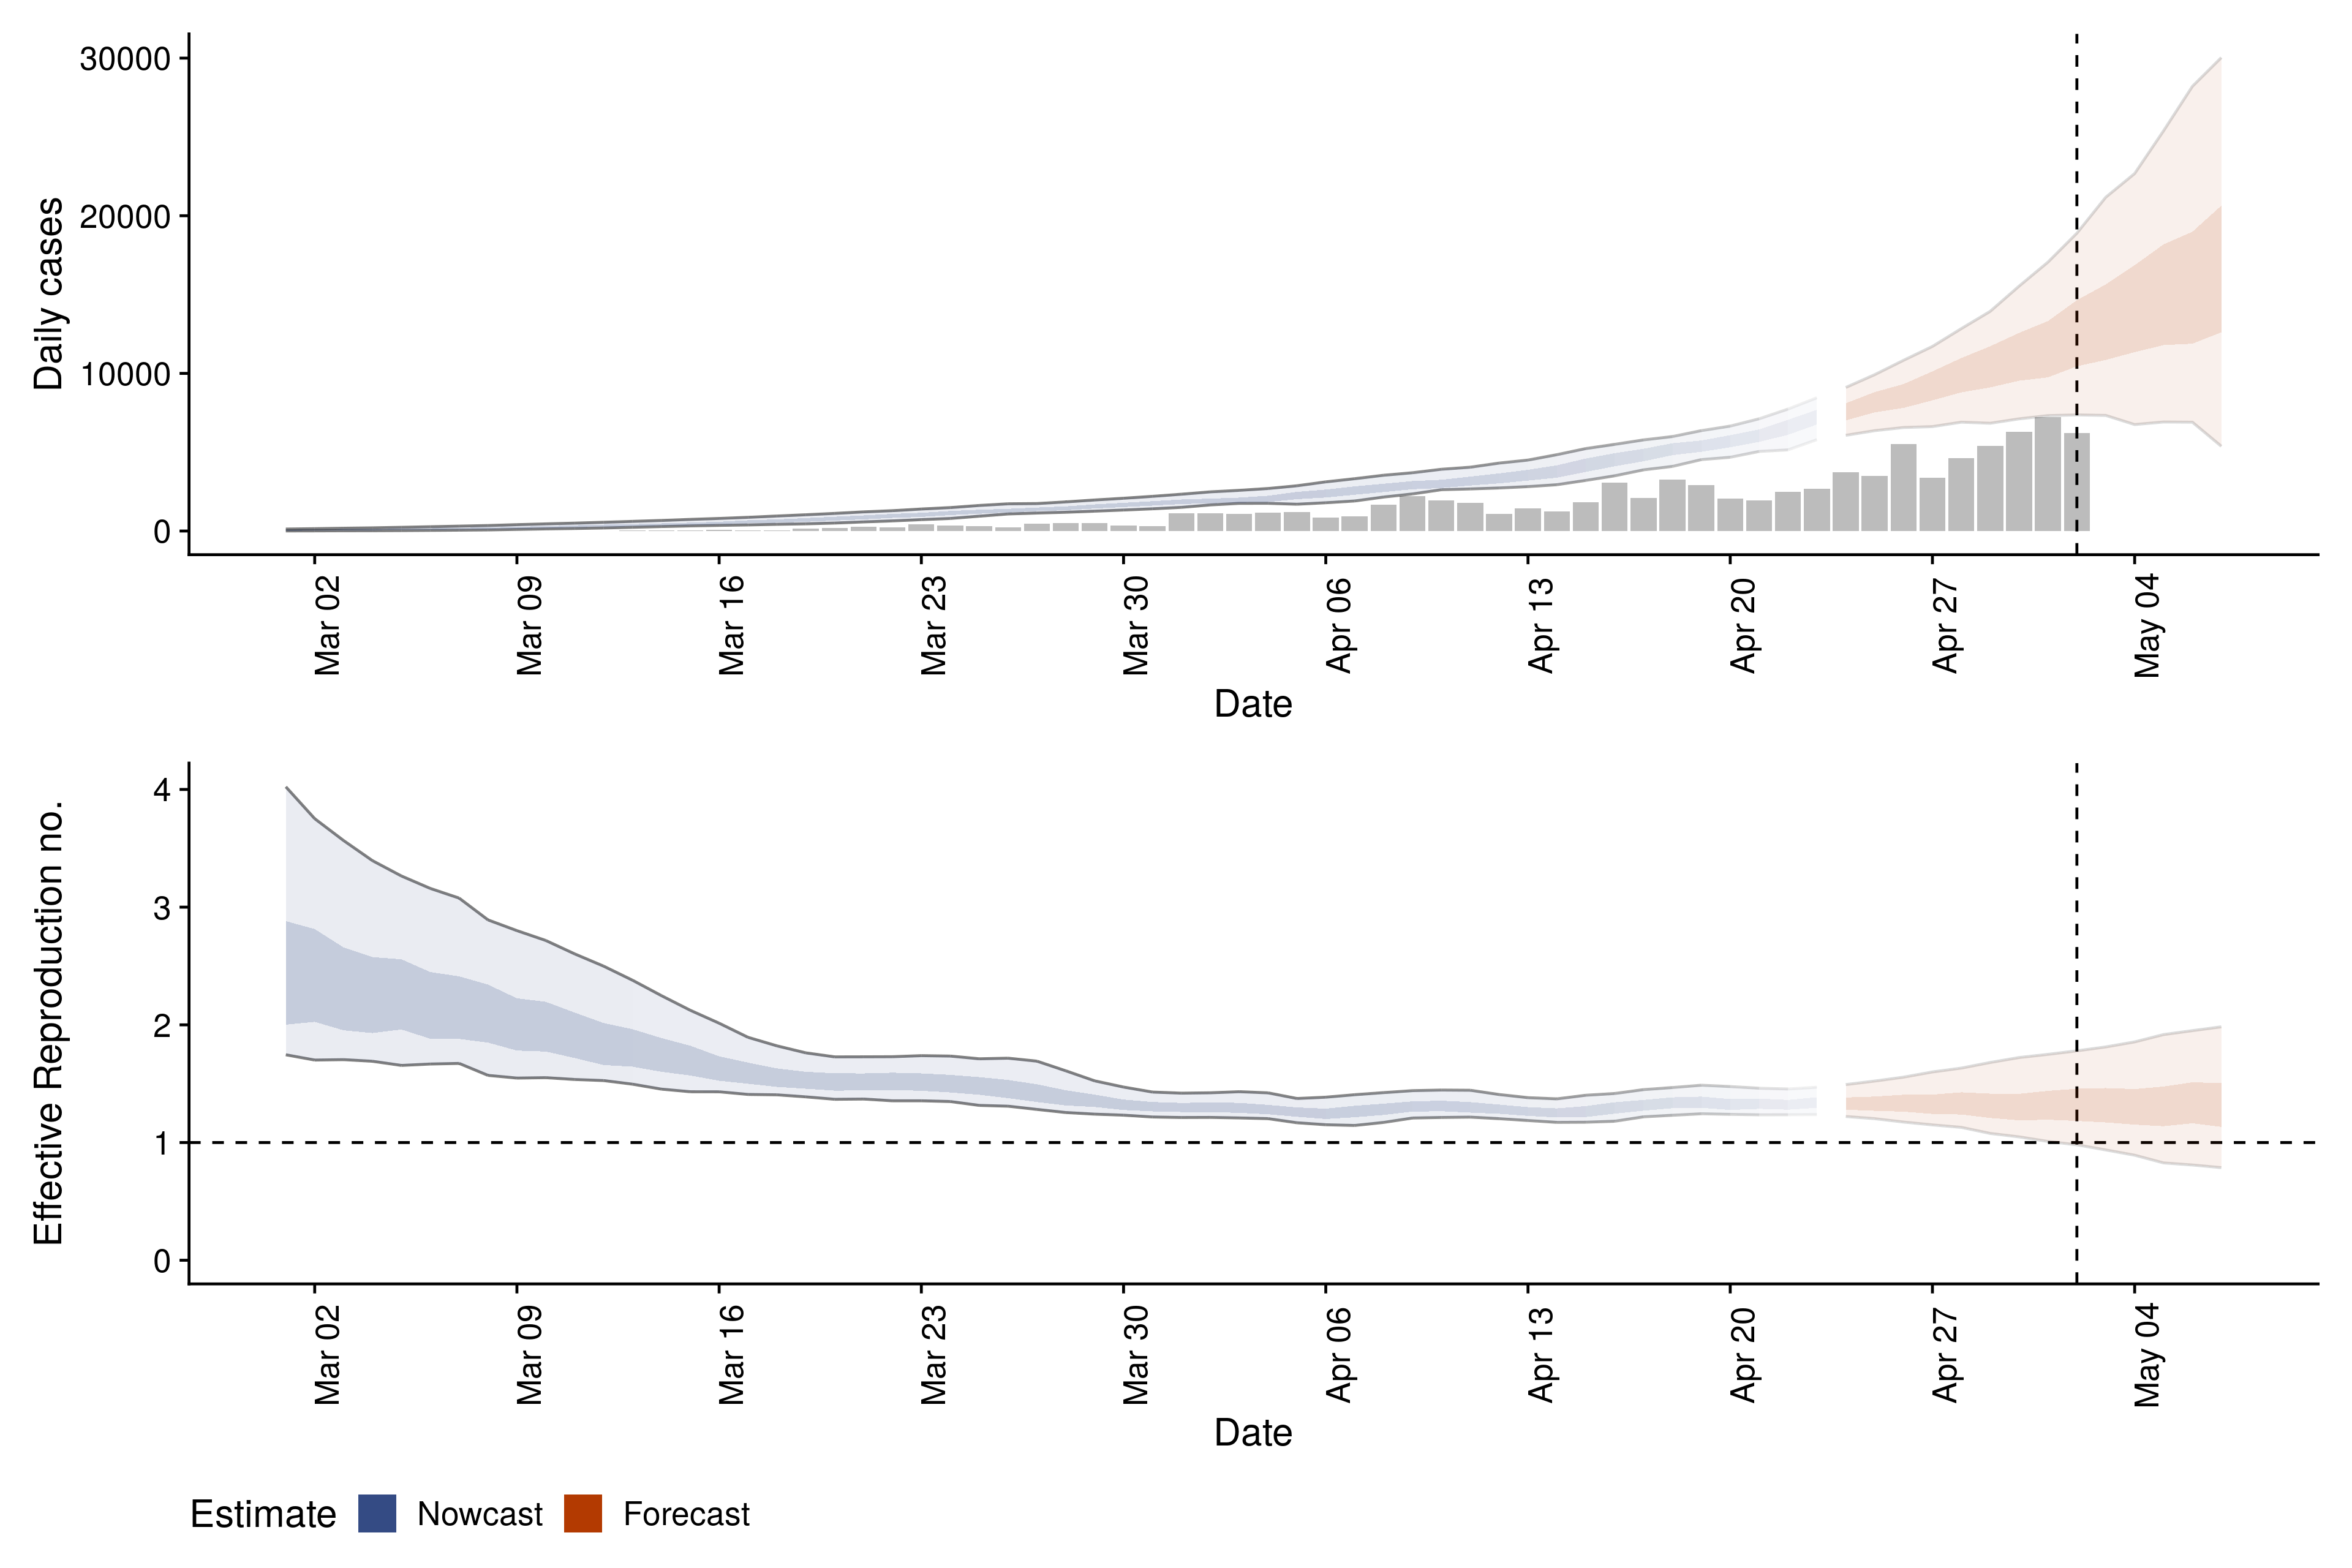 Daily cases
30000
20000
10000
0
Mar 02
Mar 09
Mar 16
Mar 23
Mar 30
Apr 06
Apr 13
Apr 20
Apr 27
May 04
Date
Effective Reproduction no.
4
3
2
1
0
Mar 02
Mar 09
Mar 16
Mar 23
Mar 30
Apr 06
Apr 13
Apr 20
Apr 27
May 04
Date
Estimate Nowcast Forecast